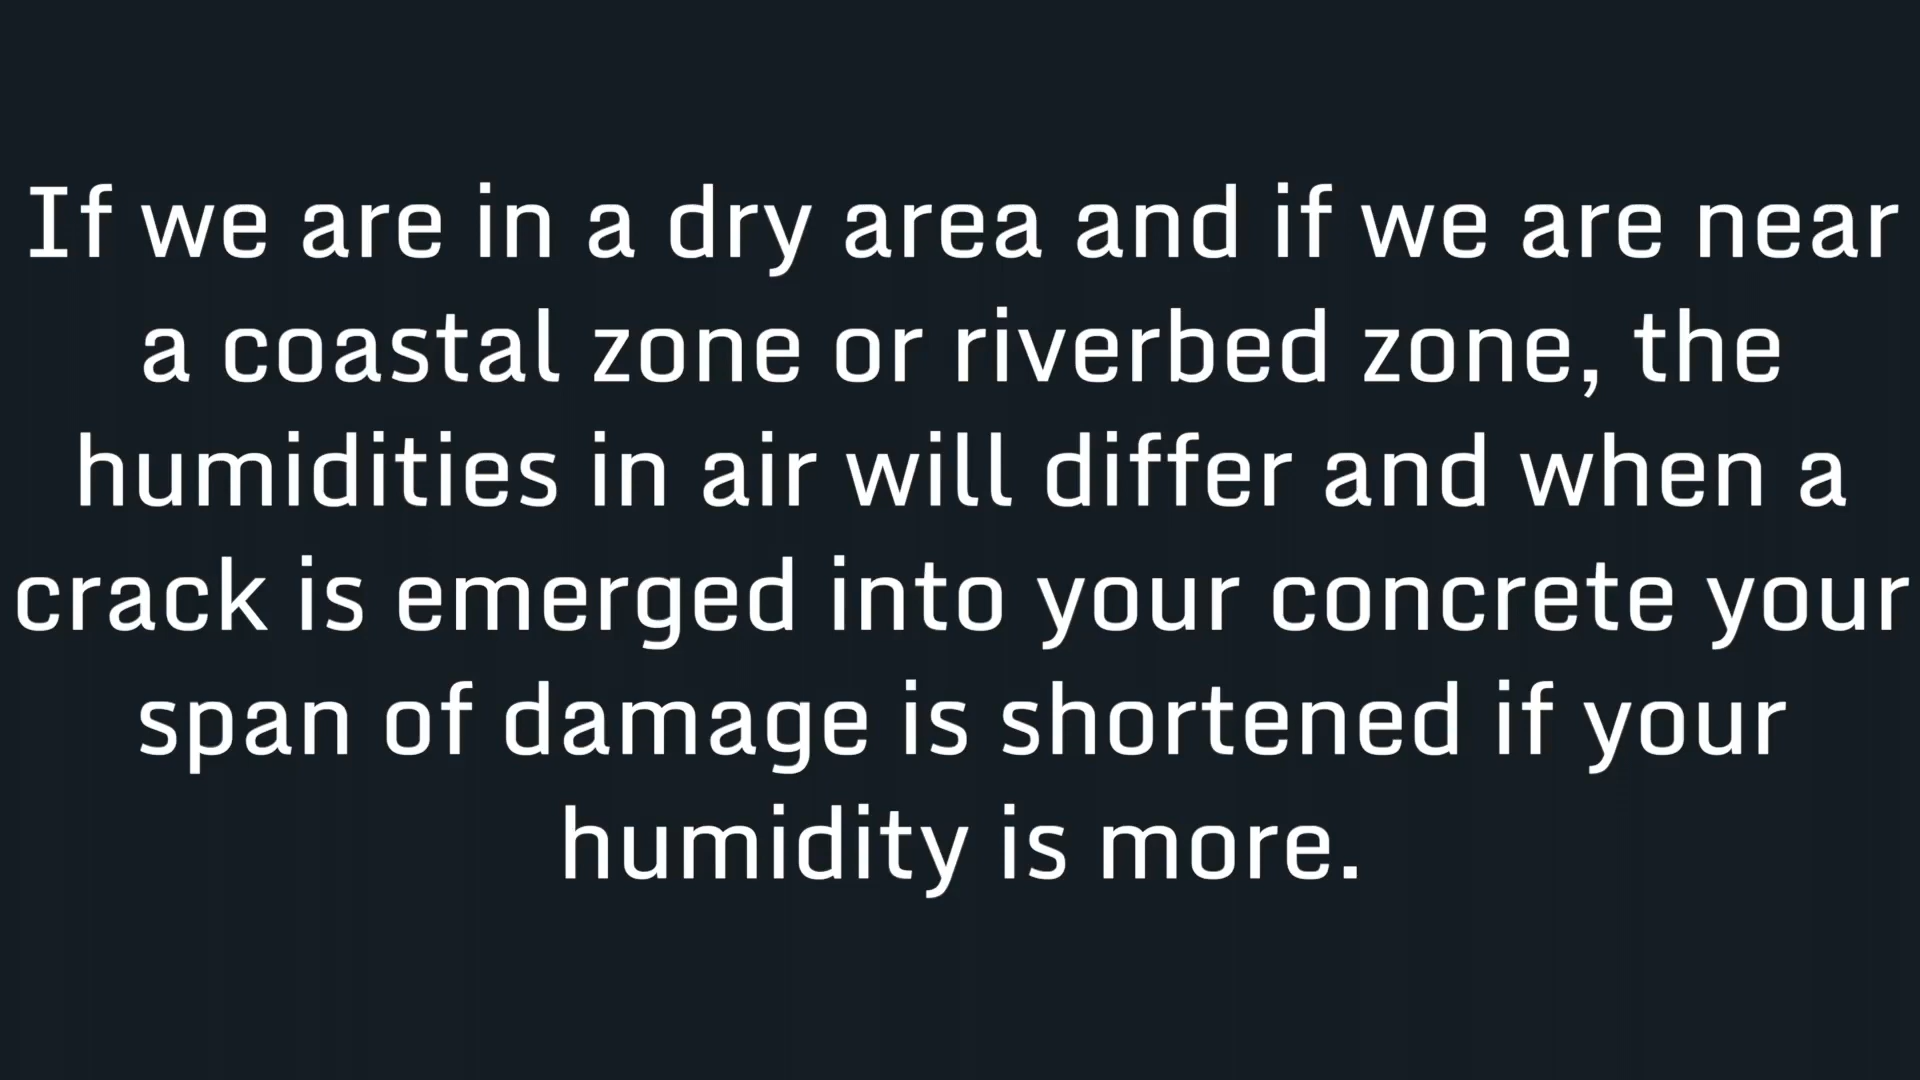 If we are in a dry area and if we are near
a coastal zone or riverbed zone, the
humidities in air will differ and when a
crack is emerged into your concrete your
span of damage is shortened if your
humidity is more.